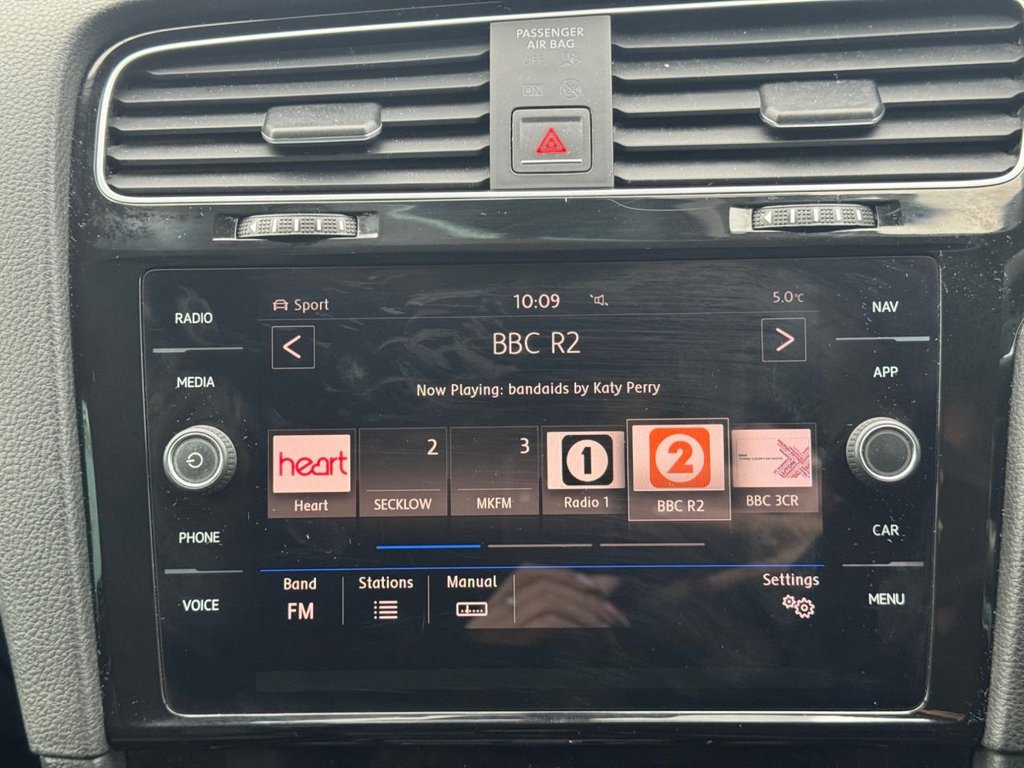 PASSENGER
AIR BAG
OFF
ON
RADIO
MEDIA
PHONE
VOICE
Sport
10:09
5.0°C
<
BBC R2
>
Now Playing: bandaids by Katy Perry
heart
Heart
2
SECKLOW
3
MKFM
1
Radio 1
2
BBC R2
BBC 3CR
Band
FM
Stations
Manual
Settings
NAV
APP
CAR
MENU